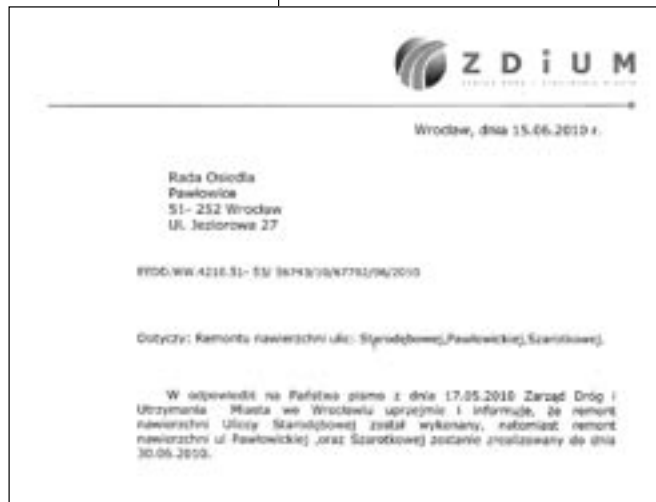 ZDiUM
Wrocław, dnia 15.06.2010 r.
Rada Osiedla
Pawłowice
51- 252 Wrocław
Ul. Jeziorowa 27
Dotyczy: Remontu nawierzchni ulic: Starodębowej,Pawłowickiej,Szarotkowej.
W odpowiedzi na Państwa pismo z dnia 17.05.2010 Zarząd Dróg i
Utrzymania Miasta we Wrocławiu uprzejmie i informuje, że remont
nawierzchni Ulicy Starodębowej został wykonany, natomiast remont
nawierzchni ul Pawłowickiej ,oraz Szarotkowej zostanie zrealizowany do dnia
30.06.2010.